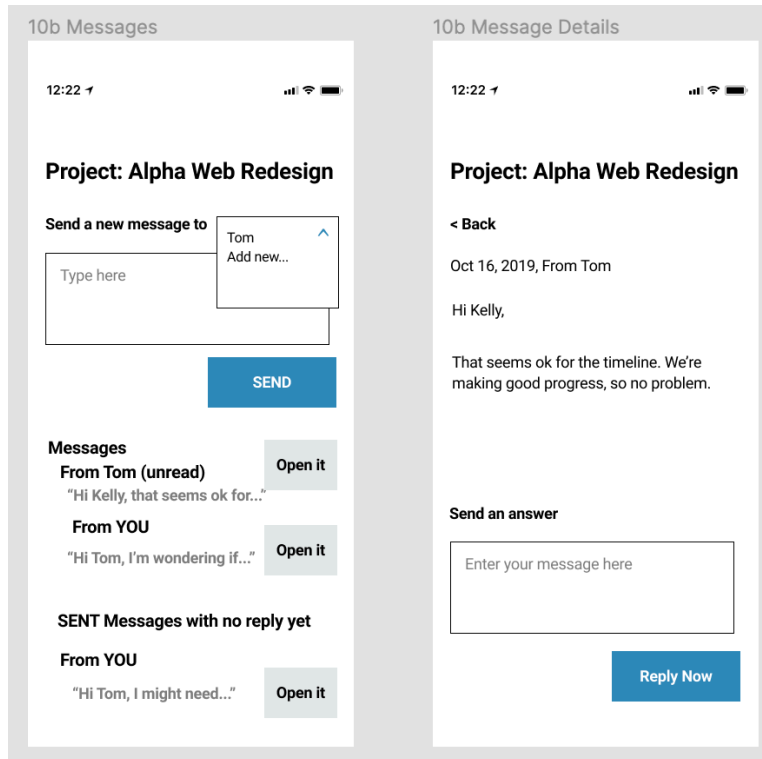 10b Messages
12:22
Project: Alpha Web Redesign
Send a new message to
Tom
Add new...
Type here
SEND
Messages
From Tom (unread)
Open it
“Hi Kelly, that seems ok for...”
From YOU
“Hi Tom, I’m wondering if...”
Open it
SENT Messages with no reply yet
From YOU
“Hi Tom, I might need...”
Open it
10b Message Details
12:22
Project: Alpha Web Redesign
< Back
Oct 16, 2019, From Tom
Hi Kelly,
That seems ok for the timeline. We’re
making good progress, so no problem.
Send an answer
Enter your message here
Reply Now